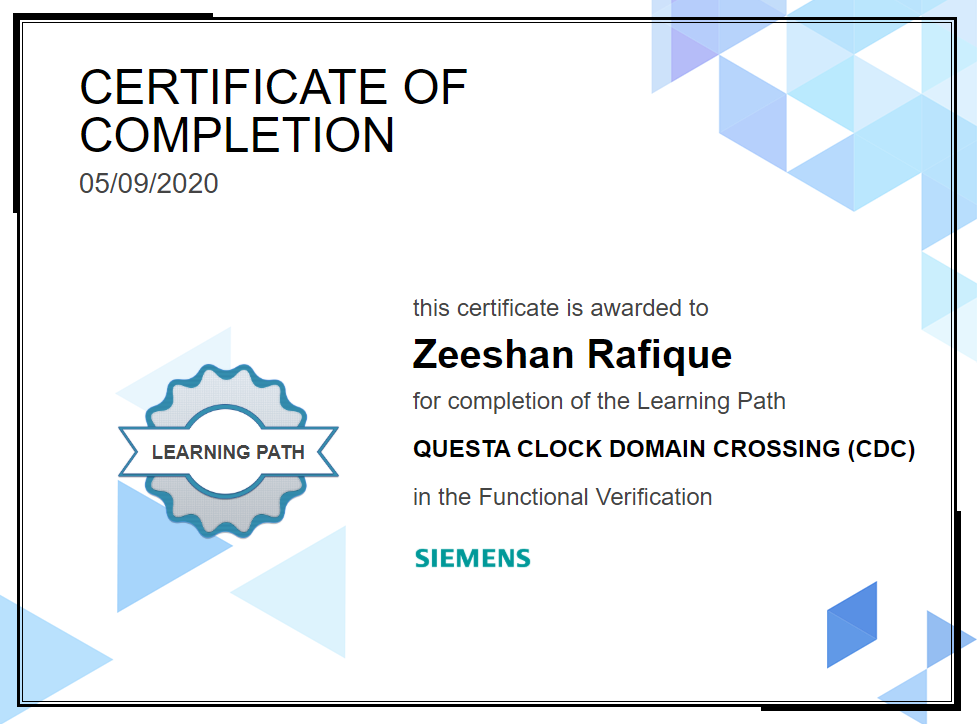 CERTIFICATE OF
COMPLETION
05/09/2020
this certificate is awarded to
Zeeshan Rafique
for completion of the Learning Path
QUESTA CLOCK DOMAIN CROSSING (CDC)
in the Functional Verification
LEARNING PATH
SIEMENS